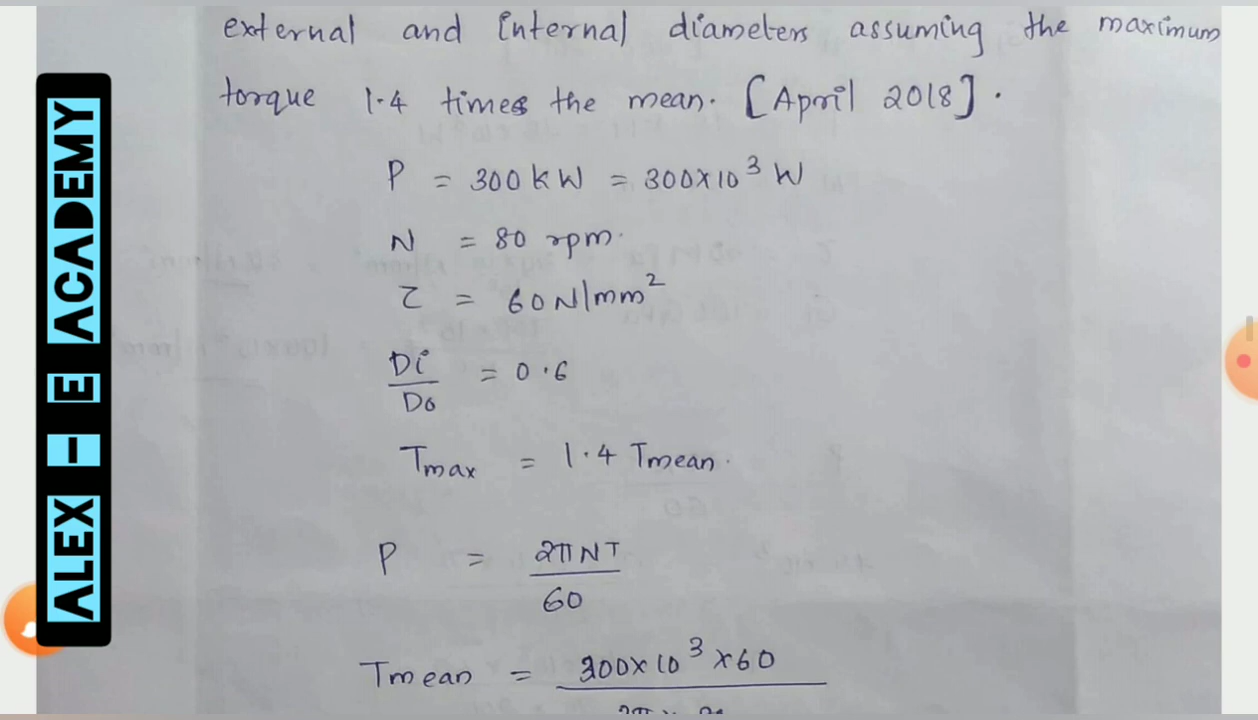 external and internal diameters assuming the maximum
torque 1.4 times the mean. [April 2018].
P = 300 kW = 300×10³ W
N = 80 rpm.
τ = 60 N/mm²
Di/Do = 0.6
Tmax = 1.4 Tmean.
P = 2πNT/60
Tmean = 300×10³×60
ALEX - E ACADEMY